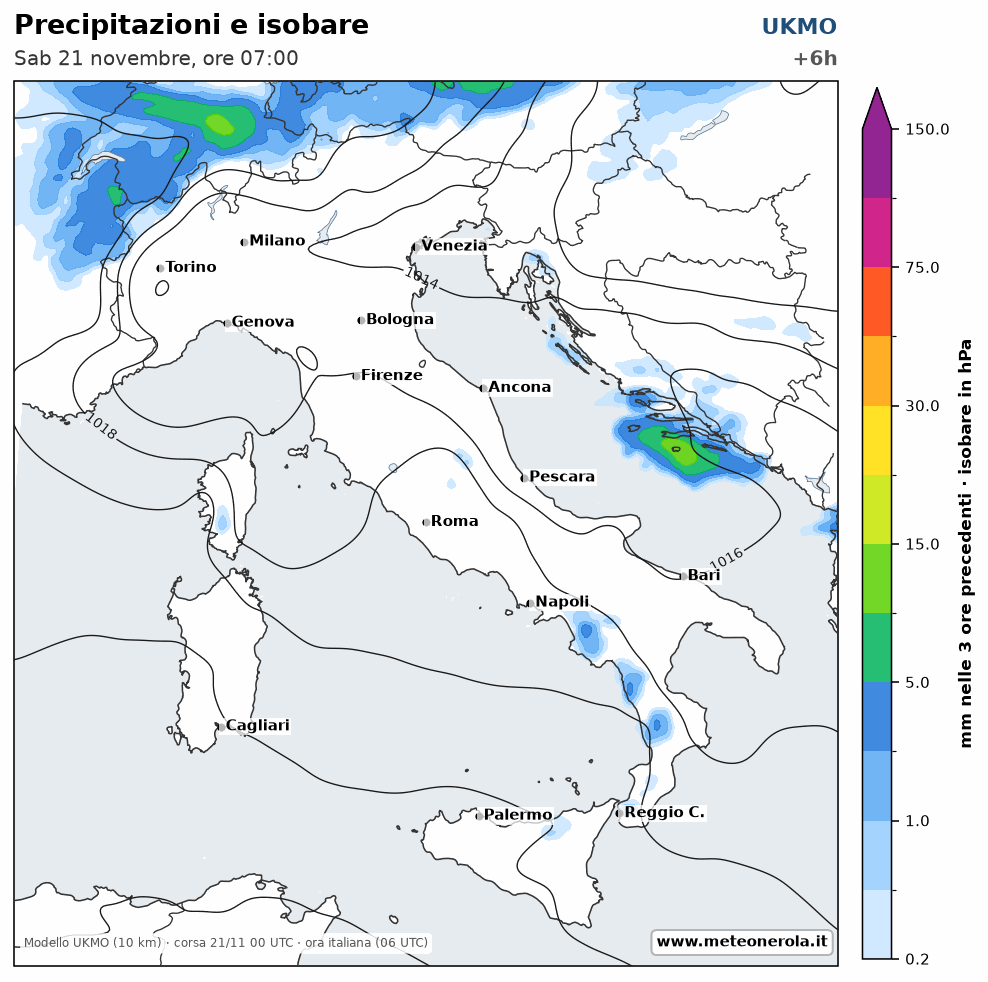 Precipitazioni e isobare
UKMO
Sab 21 novembre, ore 07:00
+6h
150.0
Milano
Venezia
Torino
1014
75.0
Genova
Bologna
Firenze
Ancona
30.0
1018
Pescara
Roma
15.0
1016
Bari
Napoli
5.0
Cagliari
Palermo
Reggio C.
1.0
mm nelle 3 ore precedenti · isobare in hPa
Modello UKMO (10 km) · corsa 21/11 00 UTC · ora italiana (06 UTC)
www.meteonerola.it
0.2